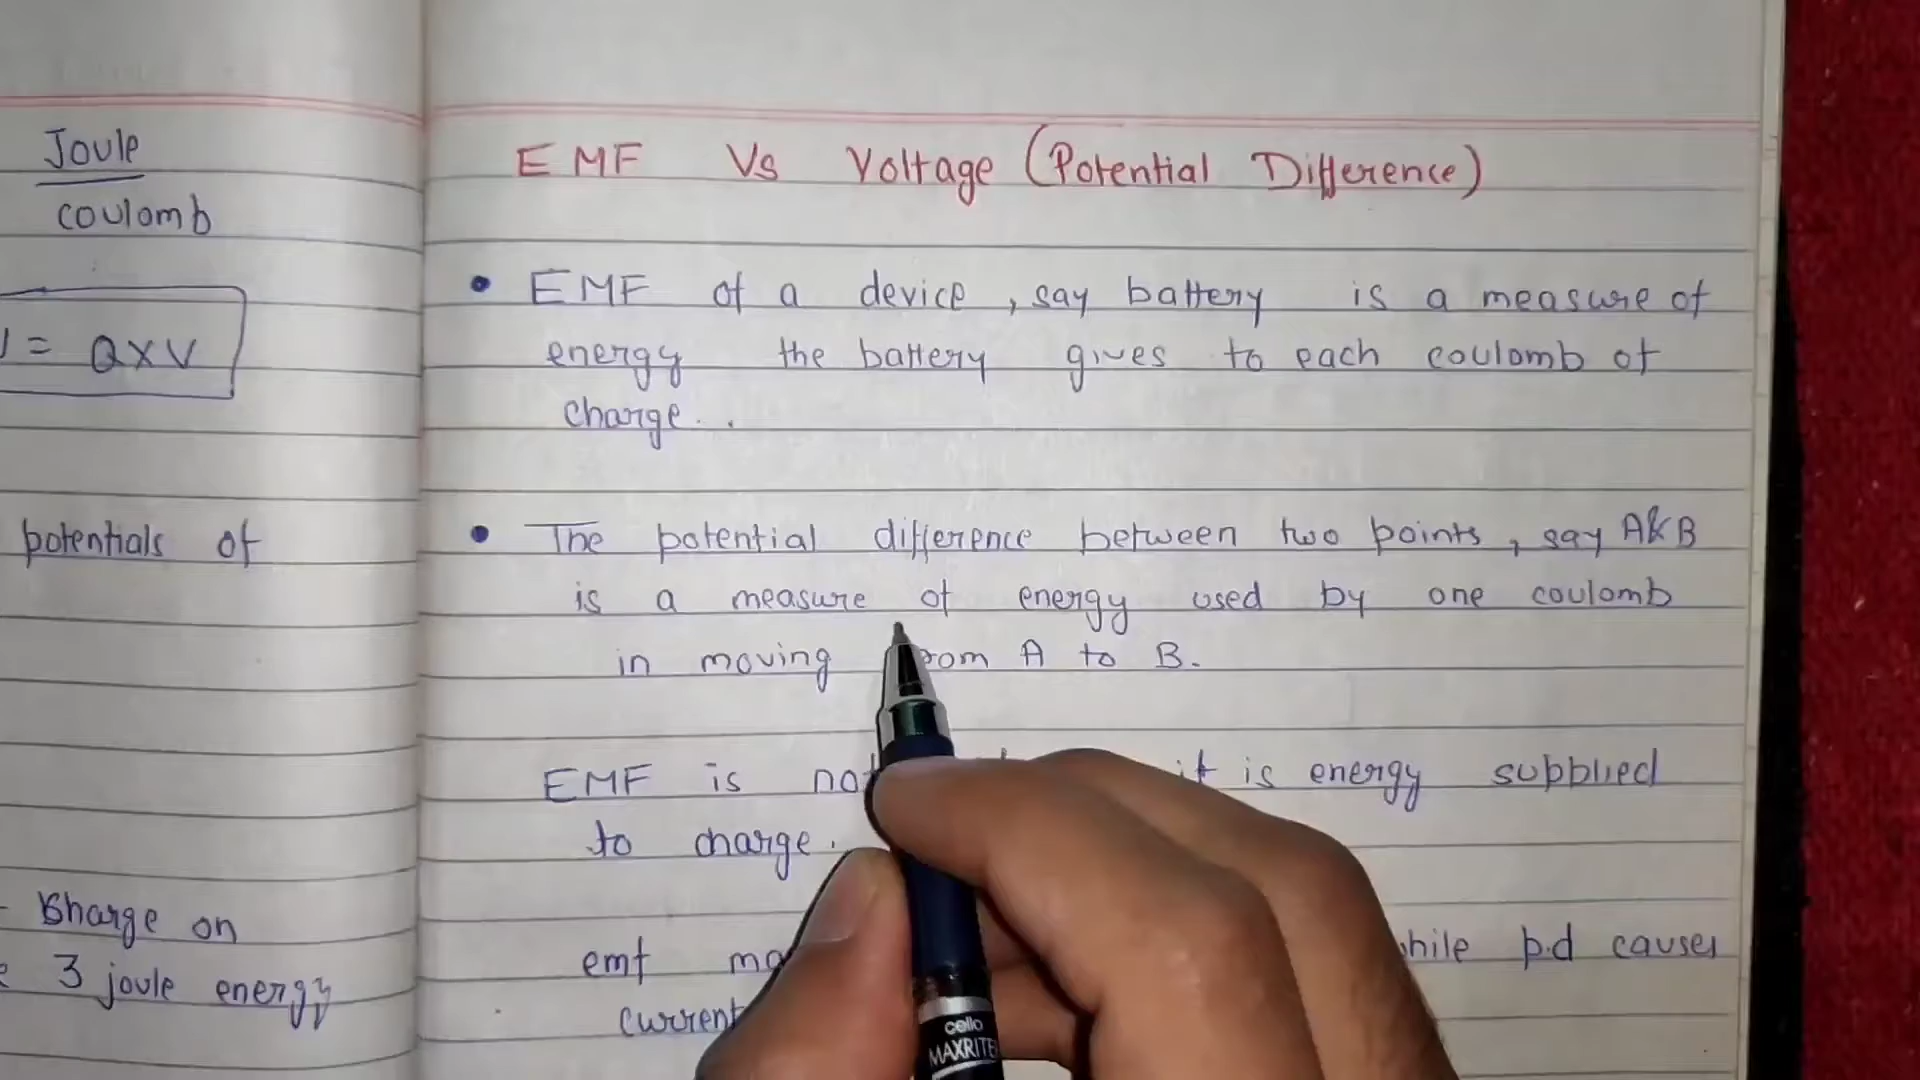 Joule
coulomb
= QXV
potentials of
charge on
3 joule energy
EMF Vs Voltage (Potential Difference)
• EMF of a device, say battery is a measure of
energy the battery gives to each coulomb of
charge..
• The potential difference between two points, say A&B
is a measure of energy used by one coulomb
in moving from A to B.
EMF is not it is energy supplied
to charge.
emf while p.d causes
current
cello
MAXRITER